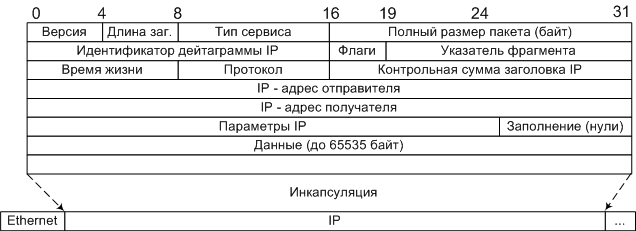 0 4 8 16 19 24 31
Версия Длина заг. Тип сервиса Полный размер пакета (байт)
Идентификатор дейтаграммы IP Флаги Указатель фрагмента
Время жизни Протокол Контрольная сумма заголовка IP
IP - адрес отправителя
IP - адрес получателя
Параметры IP Заполнение (нули)
Данные (до 65535 байт)
Инкапсуляция
Ethernet IP ...